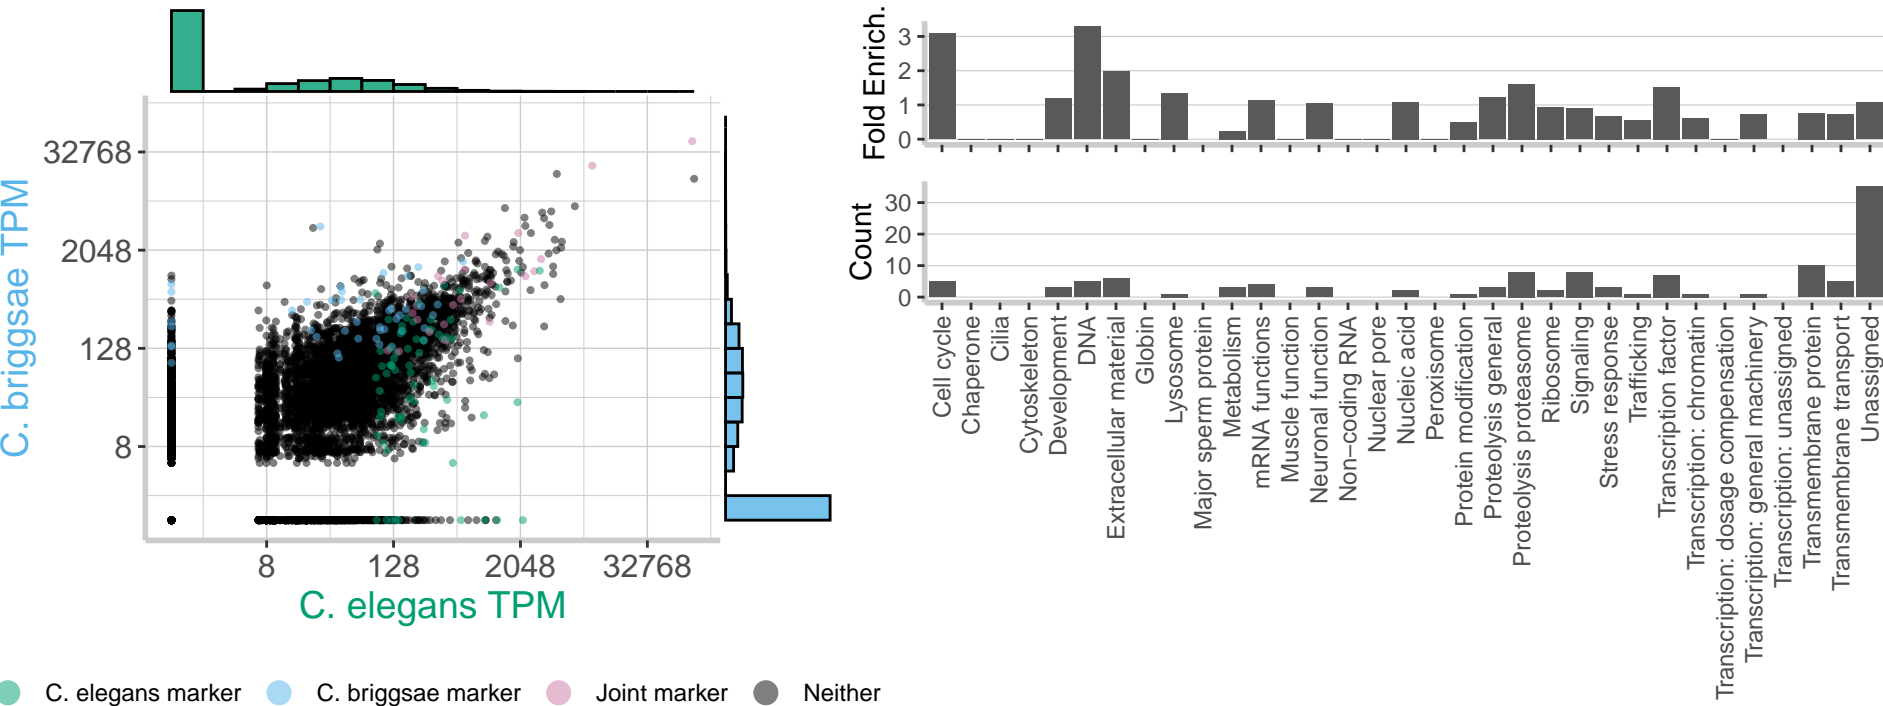 32768
2048
128
8
C. briggsae TPM
8
128
2048
32768
C. elegans TPM
C. elegans marker
C. briggsae marker
Joint marker
Neither
Fold Enrich.
3
2
1
0
Count
30
20
10
0
Cell cycle
Chaperone
Cilia
Cytoskeleton
Development
DNA
Extracellular material
Globin
Lysosome
Major sperm protein
Metabolism
mRNA functions
Muscle function
Neuronal function
Non−coding RNA
Nuclear pore
Nucleic acid
Peroxisome
Protein modification
Proteolysis general
Proteolysis proteasome
Ribosome
Signaling
Stress response
Trafficking
Transcription factor
Transcription: chromatin
Transcription: dosage compensation
Transcription: general machinery
Transcription: unassigned
Transmembrane protein
Transmembrane transport
Unassigned